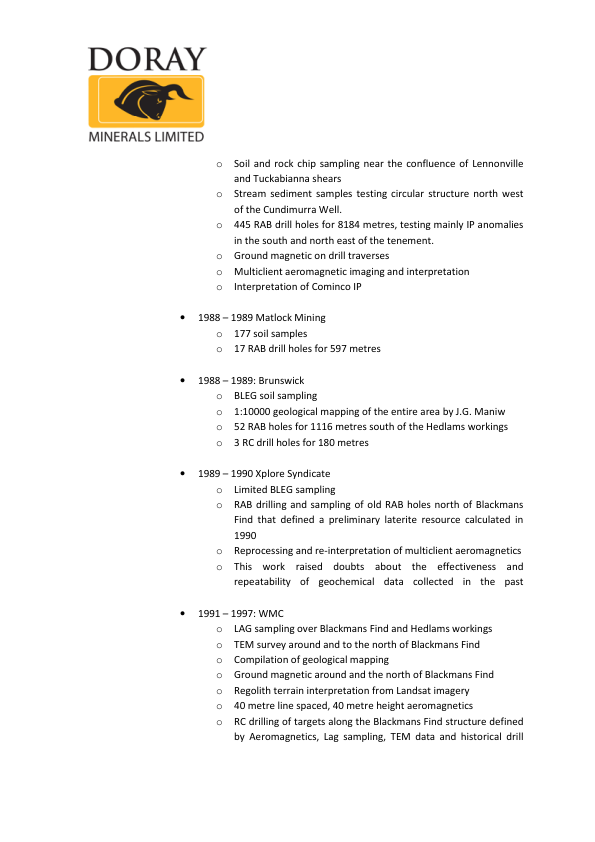 DORAY
MINERALS LIMITED
o Soil and rock chip sampling near the confluence of Lennonville
and Tuckabianna shears
o Stream sediment samples testing circular structure north west
of the Cundimurra Well.
o 445 RAB drill holes for 8184 metres, testing mainly IP anomalies
in the south and north east of the tenement.
o Ground magnetic on drill traverses
o Multiclient aeromagnetic imaging and interpretation
o Interpretation of Cominco IP
• 1988 – 1989 Matlock Mining
o 177 soil samples
o 17 RAB drill holes for 597 metres
• 1988 – 1989: Brunswick
o BLEG soil sampling
o 1:10000 geological mapping of the entire area by J.G. Maniw
o 52 RAB holes for 1116 metres south of the Hedlams workings
o 3 RC drill holes for 180 metres
• 1989 – 1990 Xplore Syndicate
o Limited BLEG sampling
o RAB drilling and sampling of old RAB holes north of Blackmans
Find that defined a preliminary laterite resource calculated in
1990
o Reprocessing and re-interpretation of multiclient aeromagnetics
o This work raised doubts about the effectiveness and
repeatability of geochemical data collected in the past
• 1991 – 1997: WMC
o LAG sampling over Blackmans Find and Hedlams workings
o TEM survey around and to the north of Blackmans Find
o Compilation of geological mapping
o Ground magnetic around and the north of Blackmans Find
o Regolith terrain interpretation from Landsat imagery
o 40 metre line spaced, 40 metre height aeromagnetics
o RC drilling of targets along the Blackmans Find structure defined
by Aeromagnetics, Lag sampling, TEM data and historical drill